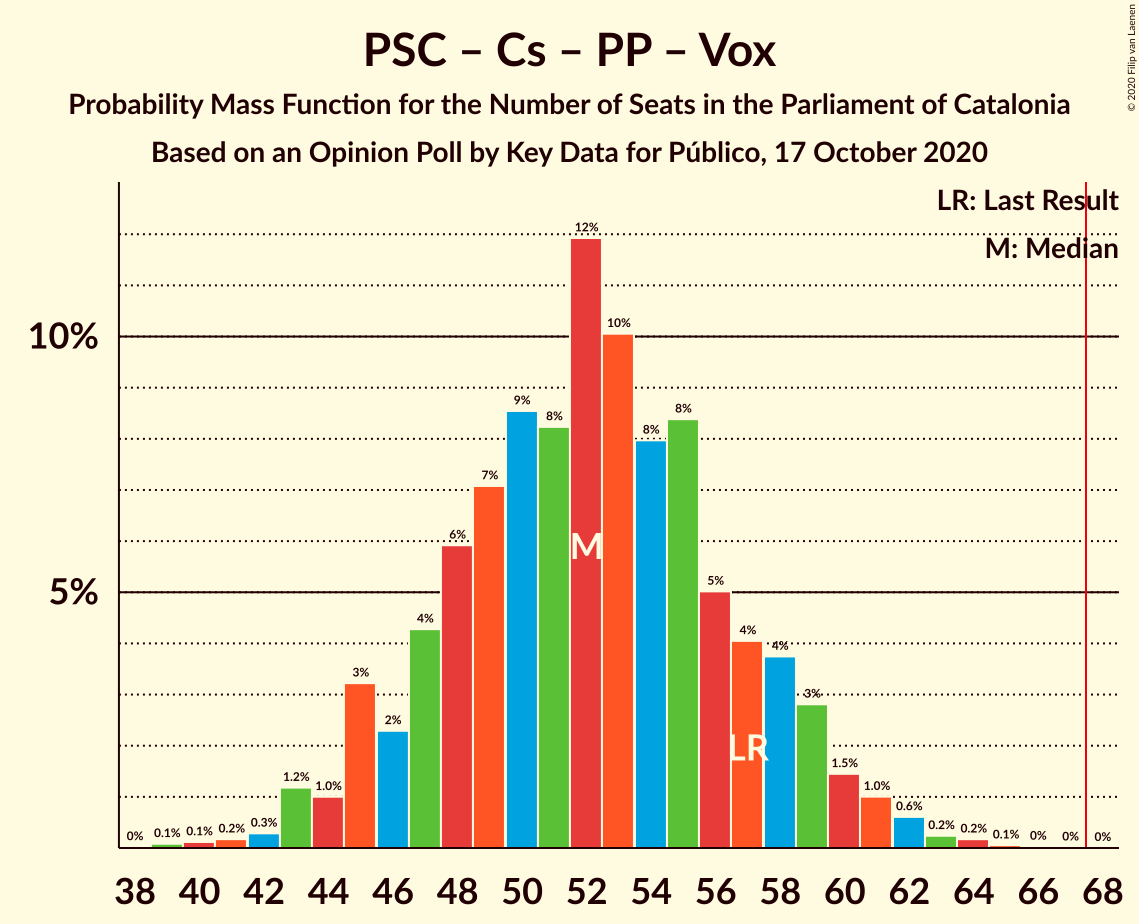 PSC – Cs – PP – Vox
Probability Mass Function for the Number of Seats in the Parliament of Catalonia
Based on an Opinion Poll by Key Data for Público, 17 October 2020
© 2020 Filip van Laenen
LR: Last Result
M: Median
10%
5%
0% 0.1% 0.1% 0.2% 0.3% 1.2% 1.0% 3% 2% 4% 6% 7% 9% 8% 12% 10% 8% 8% 5% 4% 4% 3% 1.5% 1.0% 0.6% 0.2% 0.2% 0.1% 0% 0% 0%
M
LR
38 40 42 44 46 48 50 52 54 56 58 60 62 64 66 68